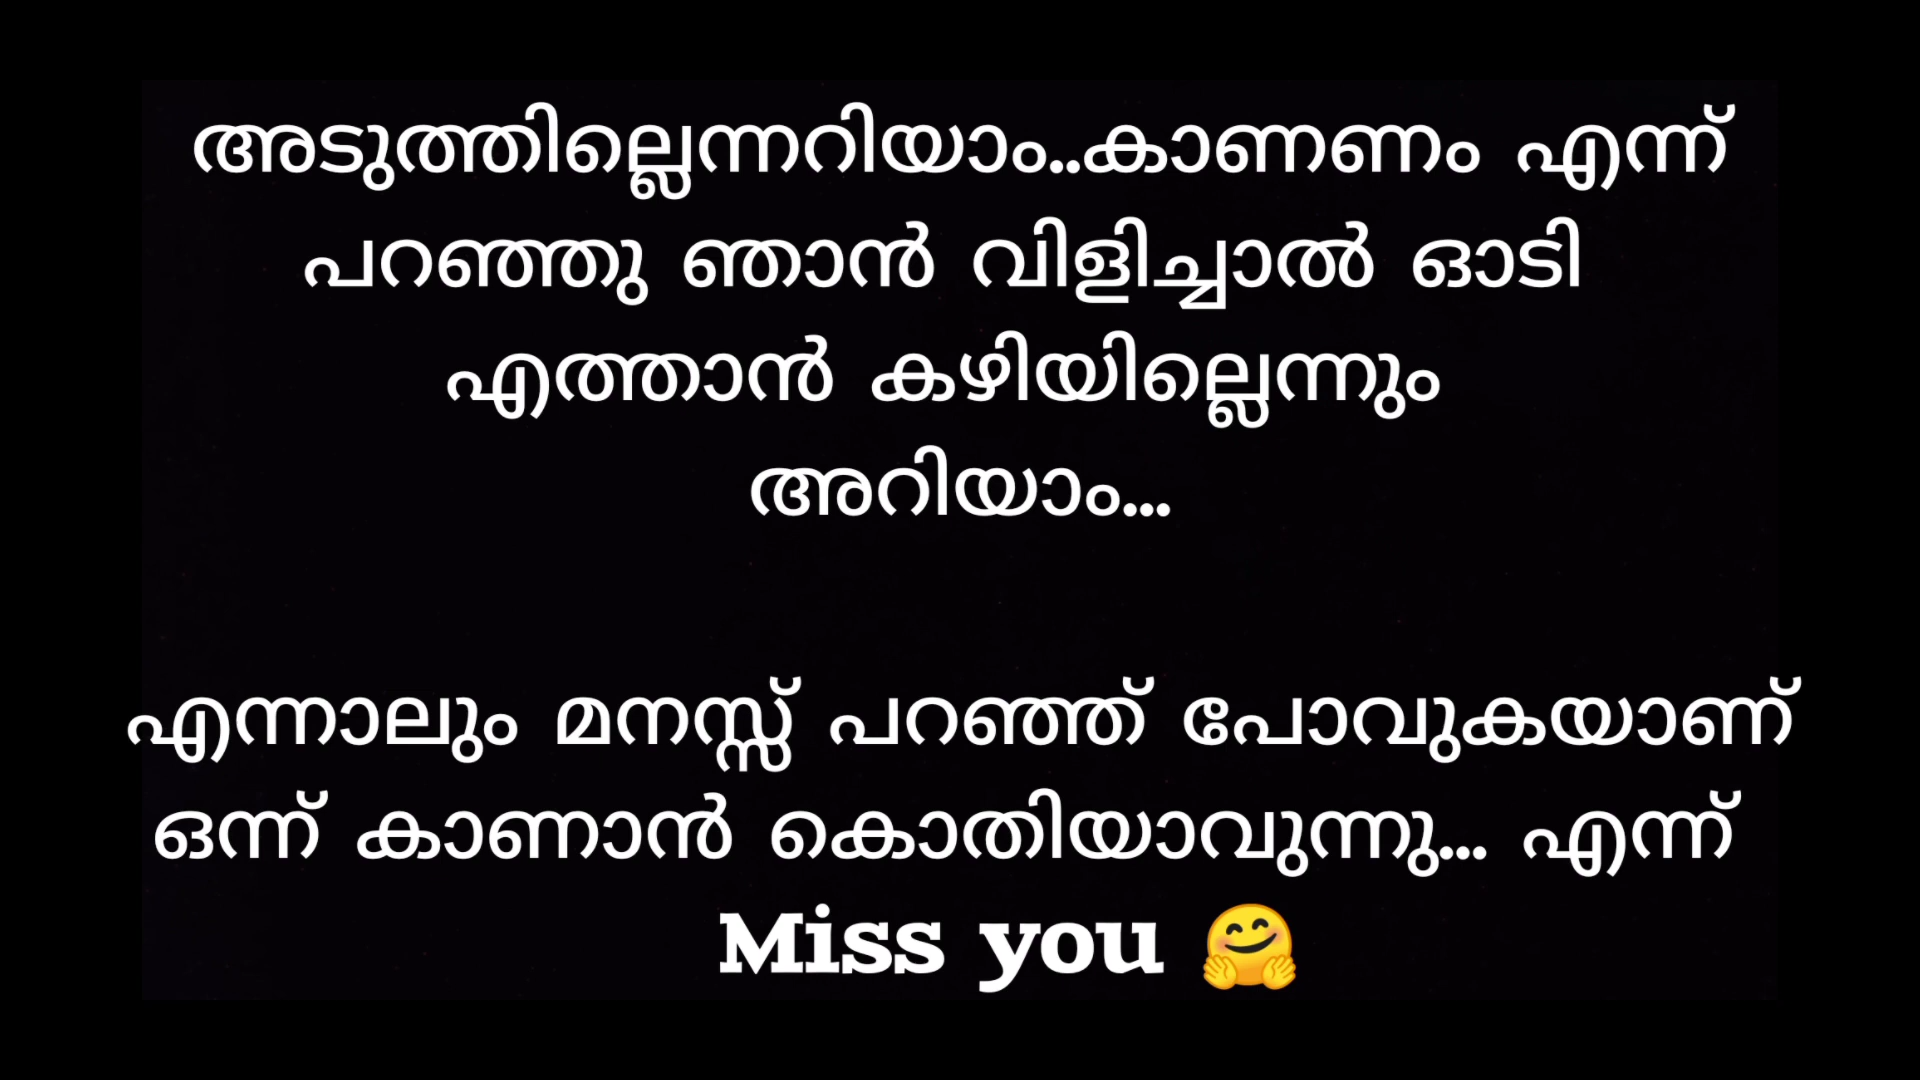 അടുത്തില്ലെന്നറിയാം..കാണണം എന്ന്
പറഞ്ഞു ഞാൻ വിളിച്ചാൽ ഓടി
എത്താൻ കഴിയില്ലെന്നും
അറിയാം...
എന്നാലും മനസ്സ് പറഞ്ഞ് പോവുകയാണ്
ഒന്ന് കാണാൻ കൊതിയാവുന്നു... എന്ന്
Miss you 🤗